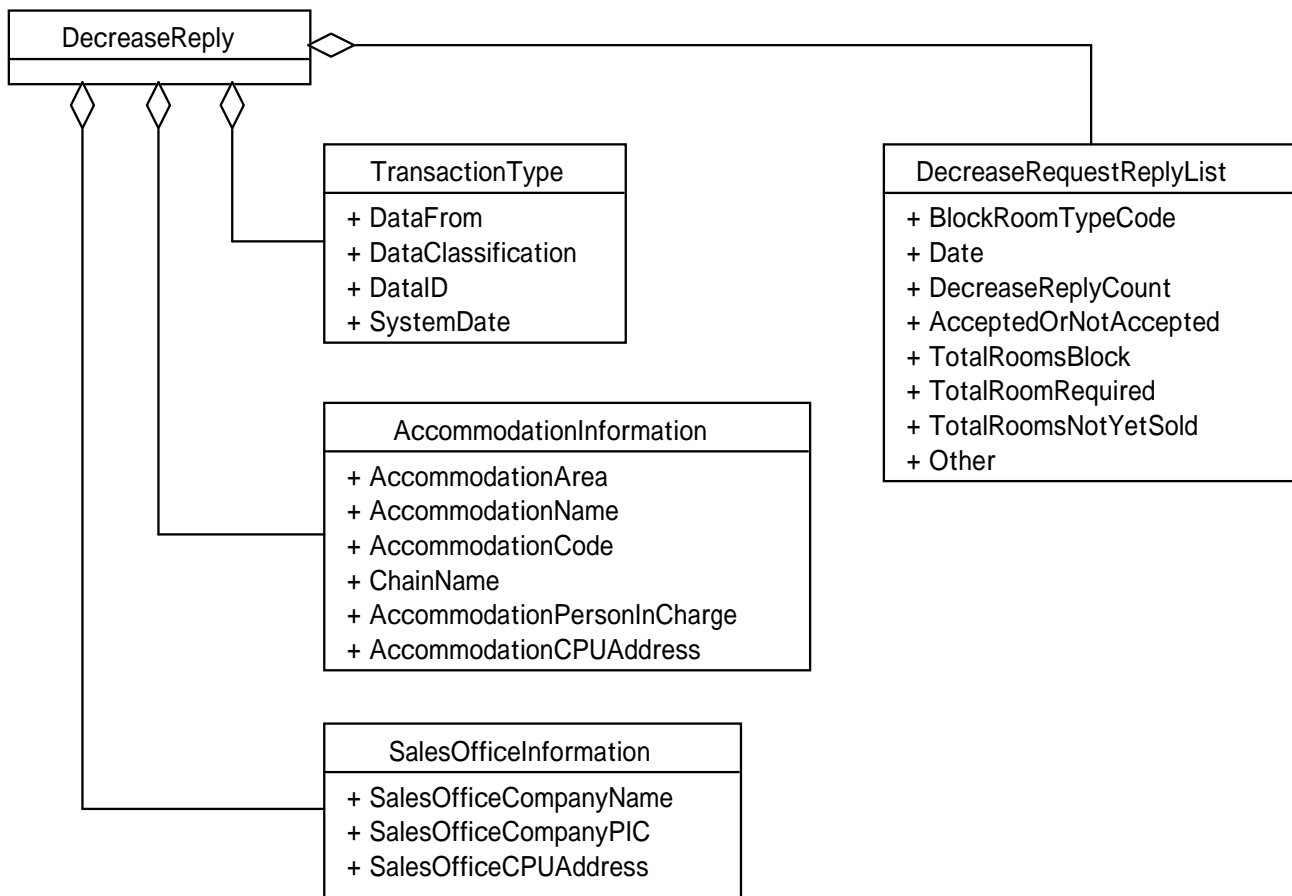 DecreaseReply
TransactionType
+ DataFrom
+ DataClassification
+ DataID
+ SystemDate
DecreaseRequestReplyList
+ BlockRoomTypeCode
+ Date
+ DecreaseReplyCount
+ AcceptedOrNotAccepted
+ TotalRoomsBlock
+ TotalRoomRequired
+ TotalRoomsNotYetSold
+ Other
AccommodationInformation
+ AccommodationArea
+ AccommodationName
+ AccommodationCode
+ ChainName
+ AccommodationPersonInCharge
+ AccommodationCPUAddress
SalesOfficeInformation
+ SalesOfficeCompanyName
+ SalesOfficeCompanyPIC
+ SalesOfficeCPUAddress